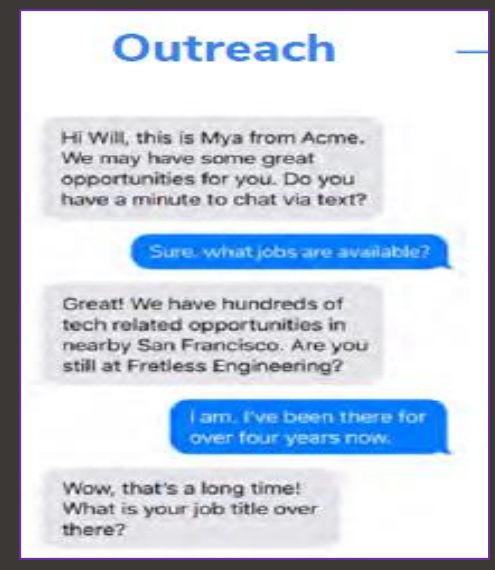 Outreach
Hi Will, this is Mya from Acme.
We may have some great
opportunities for you. Do you
have a minute to chat via text?
Sure. what jobs are available?
Great! We have hundreds of
tech related opportunities in
nearby San Francisco. Are you
still at Fretless Engineering?
I am. I've been there for
over four years now.
Wow, that's a long time!
What is your job title over
there?